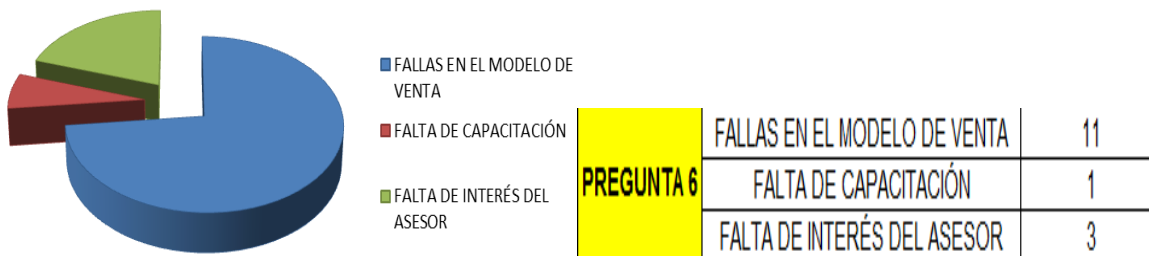 FALLAS EN EL MODELO DE
VENTA
FALTA DE CAPACITACIÓN
FALTA DE INTERÉS DEL
ASESOR
PREGUNTA 6
FALLAS EN EL MODELO DE VENTA 11
FALTA DE CAPACITACIÓN 1
FALTA DE INTERÉS DEL ASESOR 3